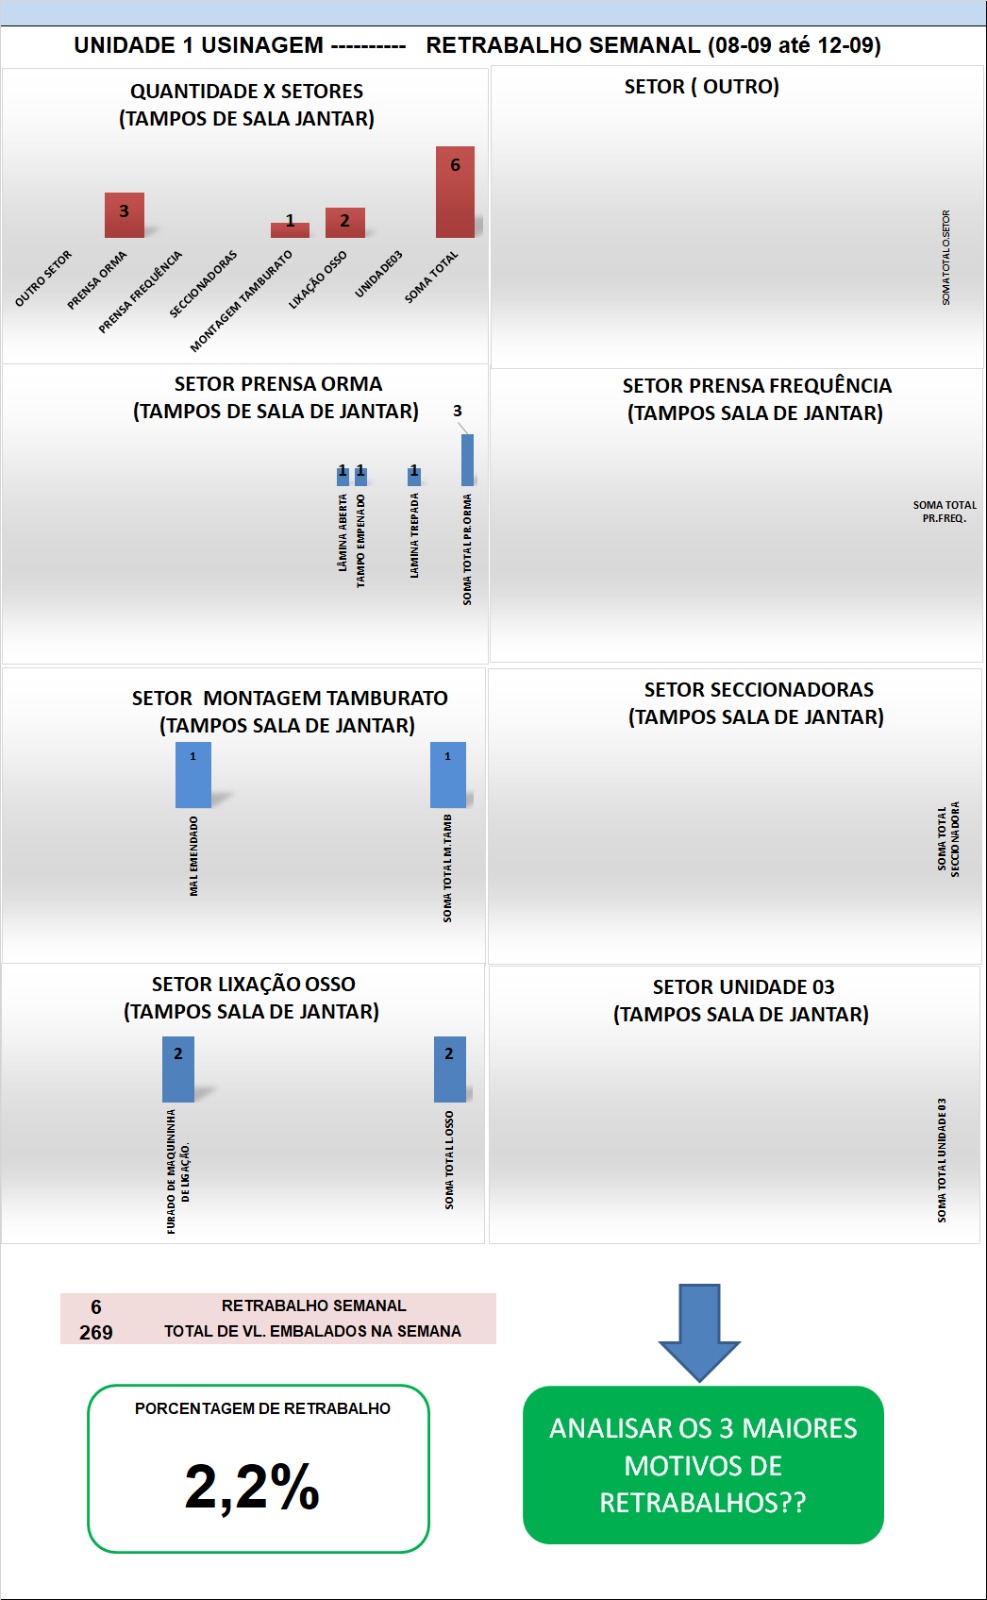 UNIDADE 1 USINAGEM ---------- RETRABALHO SEMANAL (08-09 até 12-09)
QUANTIDADE X SETORES
(TAMPOS DE SALA JANTAR)
3
1
2
6
OUTRO SETOR
PRENSA ORMA
PRENSA FREQUÊNCIA
SECCIONADORAS
MONTAGEM TAMBURATO
LIXAÇÃO OSSO
UNIDADE03
SOMA TOTAL
SETOR ( OUTRO)
SOMA TOTAL O.SETOR
SETOR PRENSA ORMA
(TAMPOS DE SALA DE JANTAR)
1
1
1
3
LÂMINA ABERTA
TAMPO EMPENADO
LAMINA TREPADA
SOMA TOTAL PR.ORMA
SETOR PRENSA FREQUÊNCIA
(TAMPOS SALA DE JANTAR)
SOMA TOTAL
PR.FREQ.
SETOR MONTAGEM TAMBURATO
(TAMPOS SALA DE JANTAR)
1
1
MAL EMENDADO
SOMA TOTAL M.TAMB
SETOR SECCIONADORAS
(TAMPOS SALA DE JANTAR)
SOMA TOTAL
SECCIONADORA
SETOR LIXAÇÃO OSSO
(TAMPOS SALA DE JANTAR)
2
2
FURADO DE MAQUININHA
DE LIGAÇÃO.
SOMA TOTAL L.OSSO
SETOR UNIDADE 03
(TAMPOS SALA DE JANTAR)
SOMA TOTAL UNIDADE 03
6 RETRABALHO SEMANAL
269 TOTAL DE VL. EMBALADOS NA SEMANA
PORCENTAGEM DE RETRABALHO
2,2%
ANALISAR OS 3 MAIORES
MOTIVOS DE
RETRABALHOS??